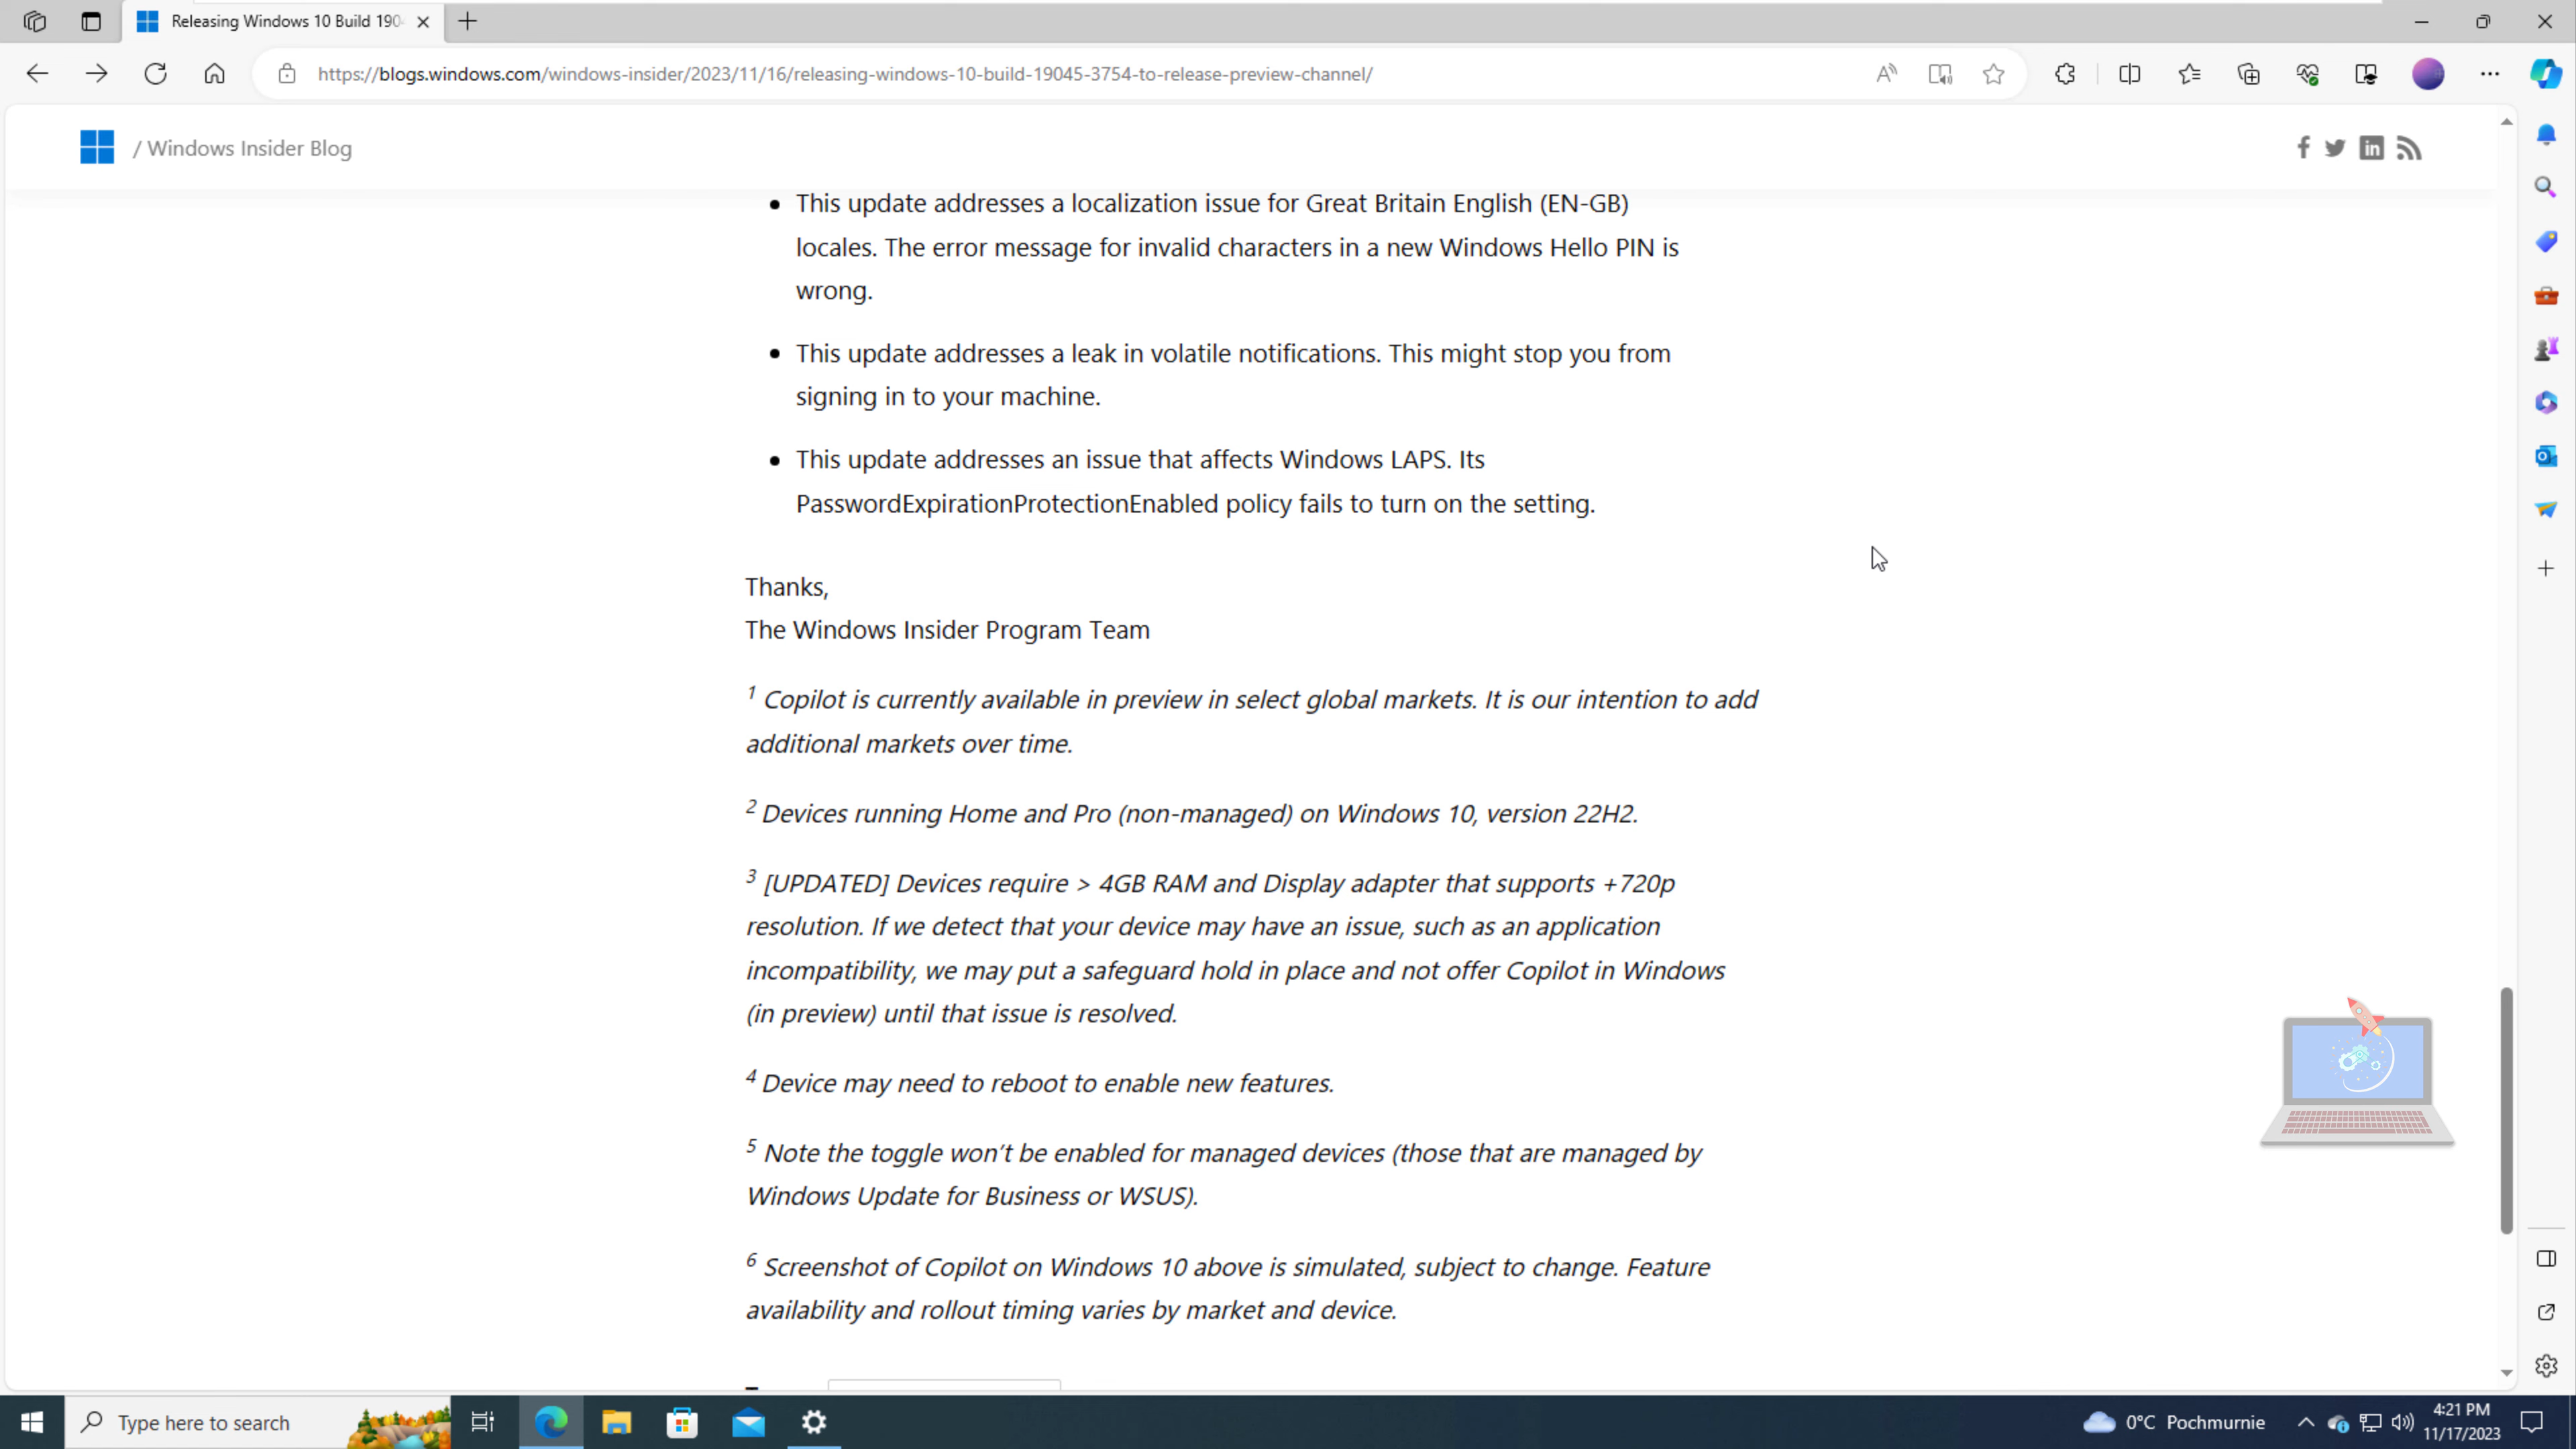 Releasing Windows 10 Build 190
https://blogs.windows.com/windows-insider/2023/11/16/releasing-windows-10-build-19045-3754-to-release-preview-channel/
/ Windows Insider Blog
This update addresses a localization issue for Great Britain English (EN-GB)
locales. The error message for invalid characters in a new Windows Hello PIN is
wrong.
This update addresses a leak in volatile notifications. This might stop you from
signing in to your machine.
This update addresses an issue that affects Windows LAPS. Its
PasswordExpirationProtectionEnabled policy fails to turn on the setting.
Thanks,
The Windows Insider Program Team
1 Copilot is currently available in preview in select global markets. It is our intention to add
additional markets over time.
2 Devices running Home and Pro (non-managed) on Windows 10, version 22H2.
3 [UPDATED] Devices require > 4GB RAM and Display adapter that supports +720p
resolution. If we detect that your device may have an issue, such as an application
incompatibility, we may put a safeguard hold in place and not offer Copilot in Windows
(in preview) until that issue is resolved.
4 Device may need to reboot to enable new features.
5 Note the toggle won’t be enabled for managed devices (those that are managed by
Windows Update for Business or WSUS).
6 Screenshot of Copilot on Windows 10 above is simulated, subject to change. Feature
availability and rollout timing varies by market and device.
Type here to search
0°C Pochmurnie
4:21 PM
11/17/2023